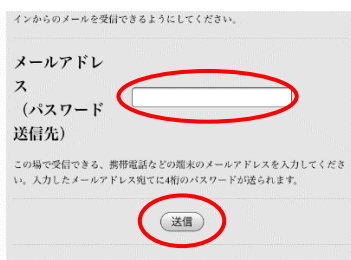 インからのメールを受信できるようにしてください。
メールアドレ
ス
（パスワード
送信先）
この場で受信できる、携帯電話などの端末のメールアドレスを入力してくださ
い。入力したメールアドレス宛てに4桁のパスワードが送られます。
送信